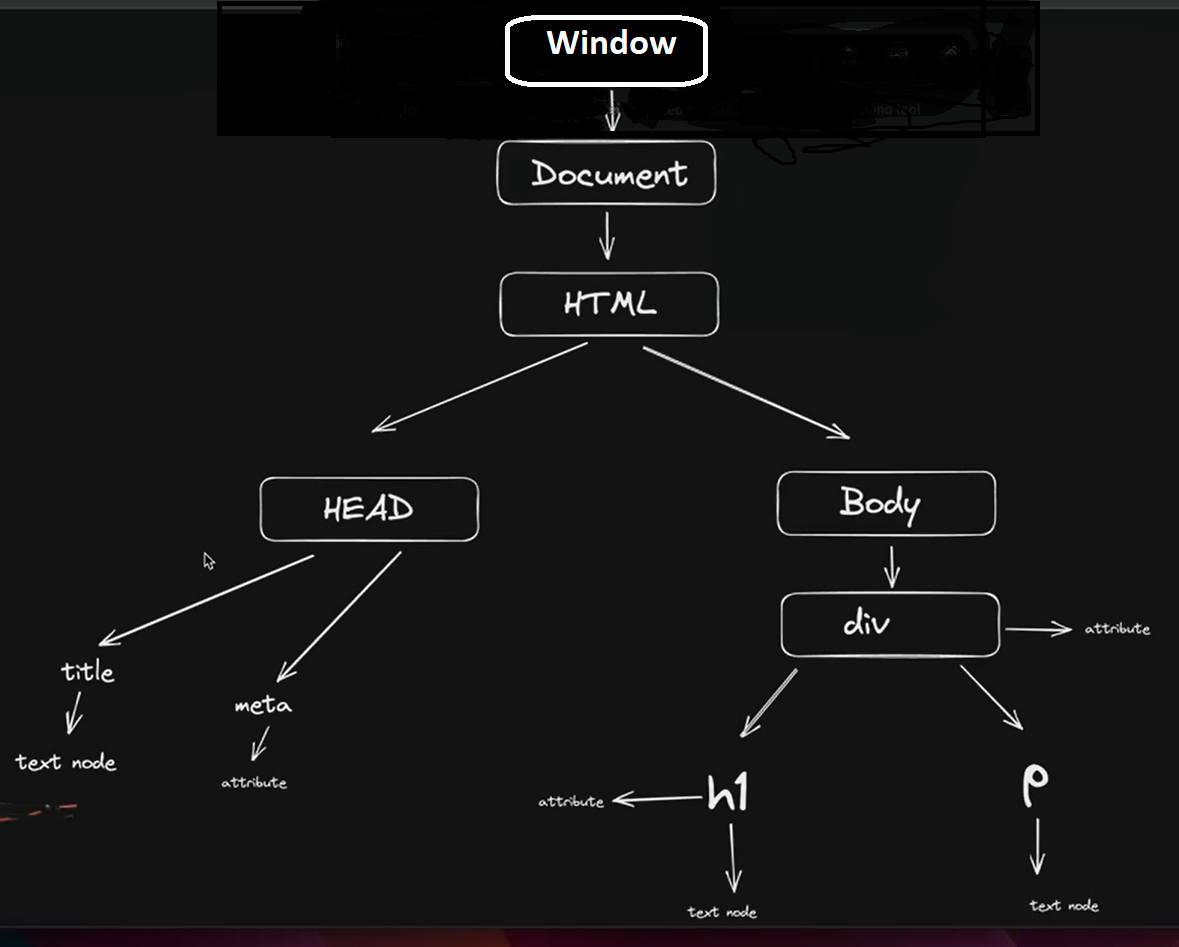 Window
Document
HTML
HEAD
Body
div
attribute
title
meta
text node
attribute
attribute
h1
p
text node
text node